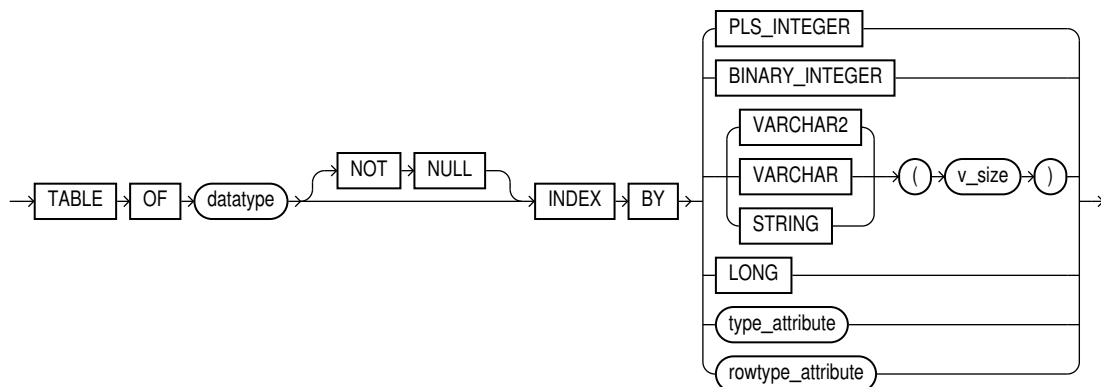 PLS_INTEGER
BINARY_INTEGER
VARCHAR2
NOT NULL VARCHAR ( v_size )
TABLE OF datatype INDEX BY STRING
LONG
type_attribute
rowtype_attribute